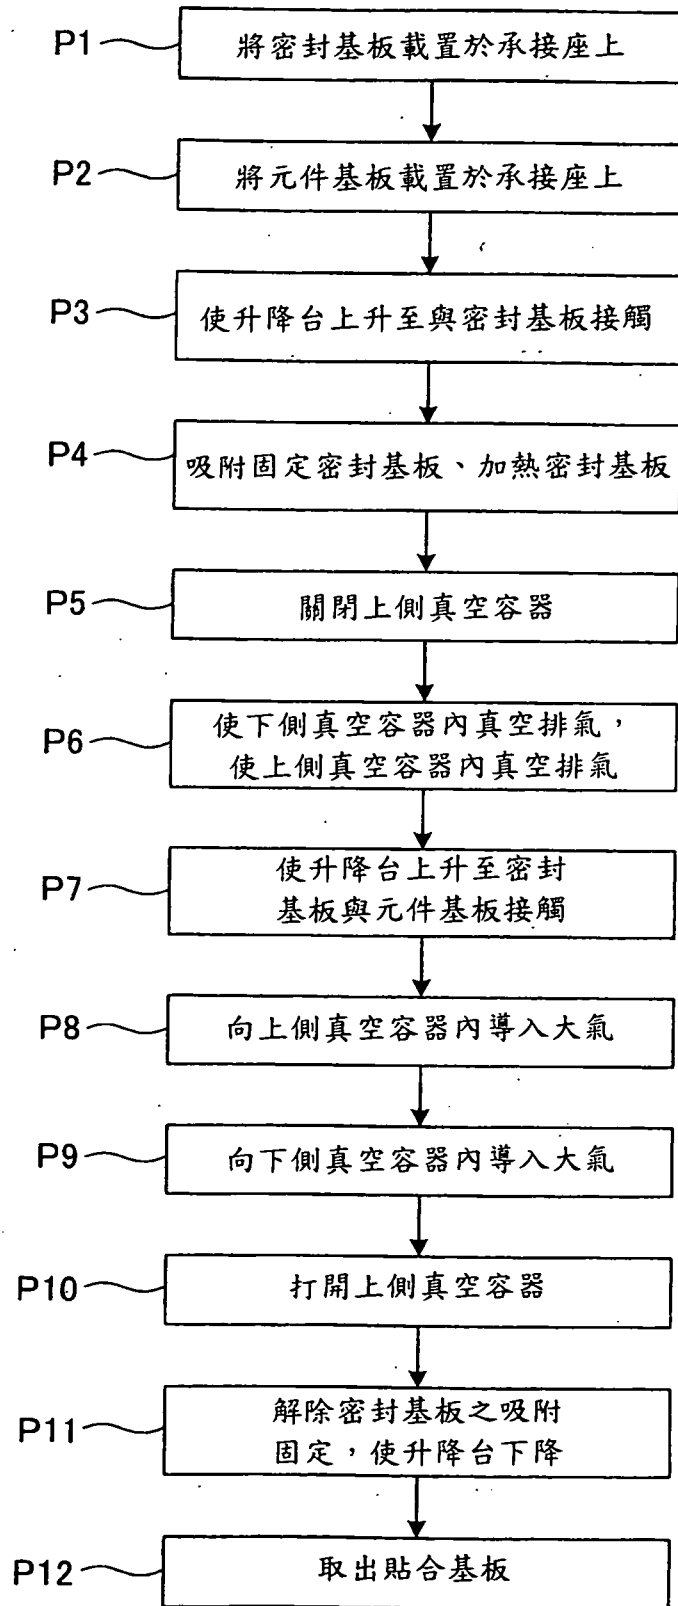 P1
將密封基板載置於承接座上
P2
將元件基板載置於承接座上
P3
使升降台上升至與密封基板接觸
P4
吸附固定密封基板、加熱密封基板
P5
關閉上側真空容器
P6
使下側真空容器內真空排氣，
使上側真空容器內真空排氣
P7
使升降台上升至密封
基板與元件基板接觸
P8
向上側真空容器內導入大氣
P9
向下側真空容器內導入大氣
P10
打開上側真空容器
P11
解除密封基板之吸附
固定，使升降台下降
P12
取出貼合基板